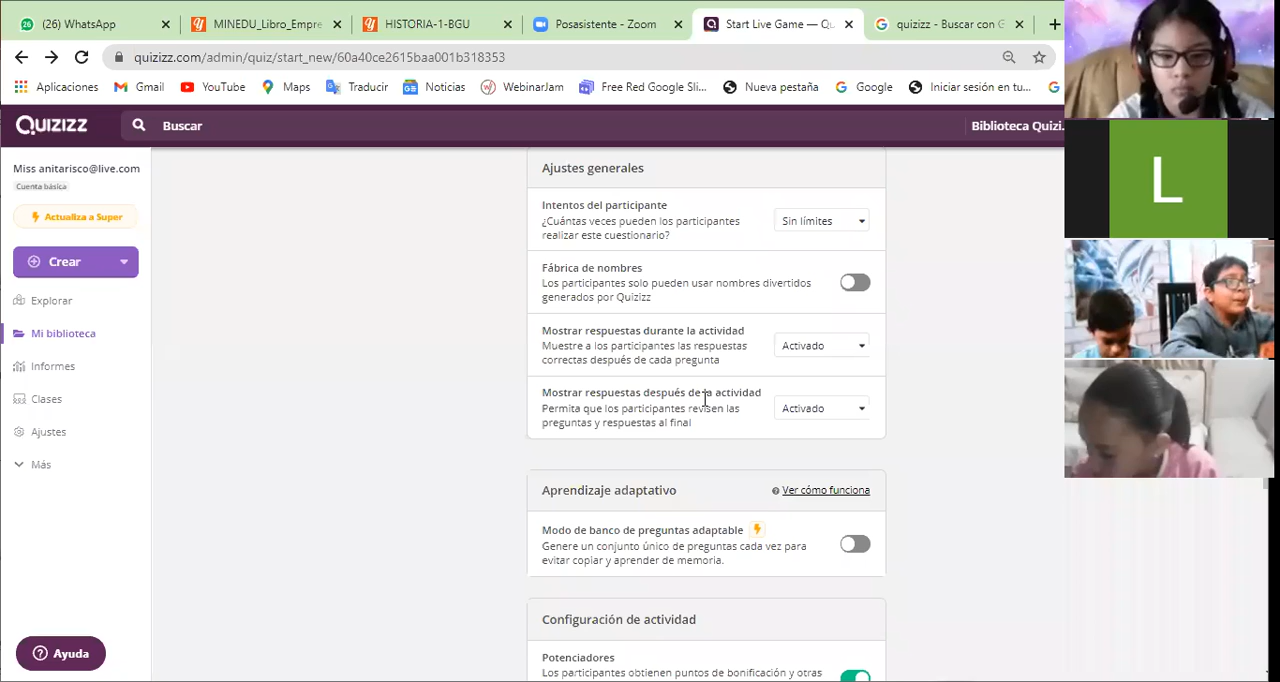 (26) WhatsApp
MINEDU_Libro_Empre
HISTORIA-1-BGU
Posasistente - Zoom
Start Live Game — Qu
quizizz - Buscar con G
quizizz.com/admin/quiz/start_new/60a40ce2615baa001b318353
Aplicaciones
Gmail
YouTube
Maps
Traducir
Noticias
WebinarJam
Free Red Google Sli...
Nueva pestaña
Google
Iniciar sesión en tu...
QUIZIZZ
Buscar
Biblioteca Quizi.
Miss anitarisco@live.com
Cuenta básica
Actualiza a Super
Crear
Explorar
Mi biblioteca
Informes
Clases
Ajustes
Más
Ayuda
Ajustes generales
Intentos del participante
¿Cuántas veces pueden los participantes
realizar este cuestionario?
Sin límites
Fábrica de nombres
Los participantes solo pueden usar nombres divertidos
generados por Quizizz
Mostrar respuestas durante la actividad
Muestre a los participantes las respuestas
correctas después de cada pregunta
Activado
Mostrar respuestas después de la actividad
Permita que los participantes revisen las
preguntas y respuestas al final
Activado
Aprendizaje adaptativo
Ver cómo funciona
Modo de banco de preguntas adaptable
Genere un conjunto único de preguntas cada vez para
evitar copiar y aprender de memoria.
Configuración de actividad
Potenciadores
Los participantes obtienen puntos de bonificación y otras
L